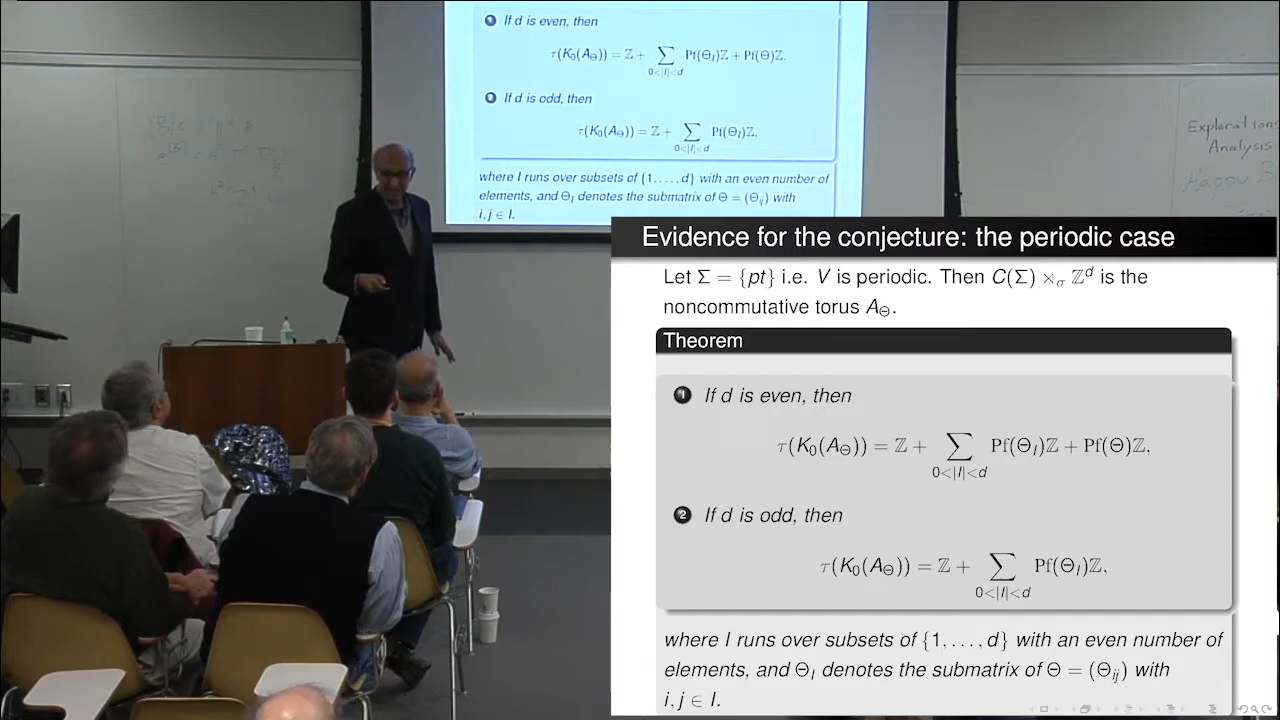 ① If d is even, then
τ(K₀(A_Θ)) = ℤ + ∑_{0<|I|<d} Pf(Θ_I)ℤ + Pf(Θ)ℤ,
② If d is odd, then
τ(K₀(A_Θ)) = ℤ + ∑_{0<|I|<d} Pf(Θ_I)ℤ,
where I runs over subsets of {1, . . . , d} with an even number of
elements, and Θ_I denotes the submatrix of Θ = (Θ_ij) with
i, j ∈ I.
Explorations
Analysis
Evidence for the conjecture: the periodic case
Let Σ = {pt} i.e. V is periodic. Then C(Σ) ×_σ ℤ^d is the
noncommutative torus A_Θ.
Theorem
① If d is even, then
τ(K₀(A_Θ)) = ℤ + ∑_{0<|I|<d} Pf(Θ_I)ℤ + Pf(Θ)ℤ,
② If d is odd, then
τ(K₀(A_Θ)) = ℤ + ∑_{0<|I|<d} Pf(Θ_I)ℤ,
where I runs over subsets of {1, . . . , d} with an even number of
elements, and Θ_I denotes the submatrix of Θ = (Θ_ij) with
i, j ∈ I.